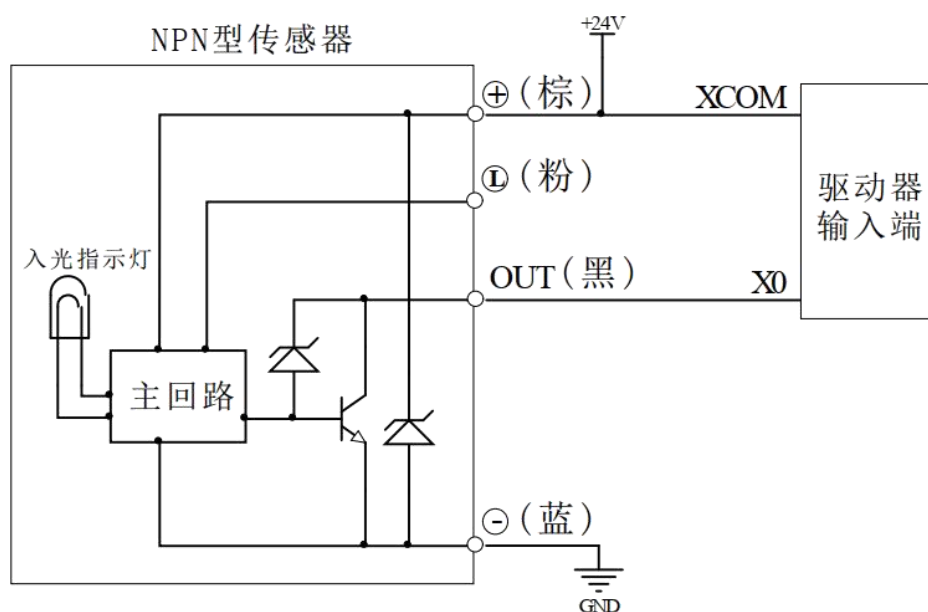 +24V
NPN型传感器
⊕(棕)
XCOM
Ⓛ(粉)
驱动器
输入端
入光指示灯
OUT(黑)
X0
主回路
⊖(蓝)
GND